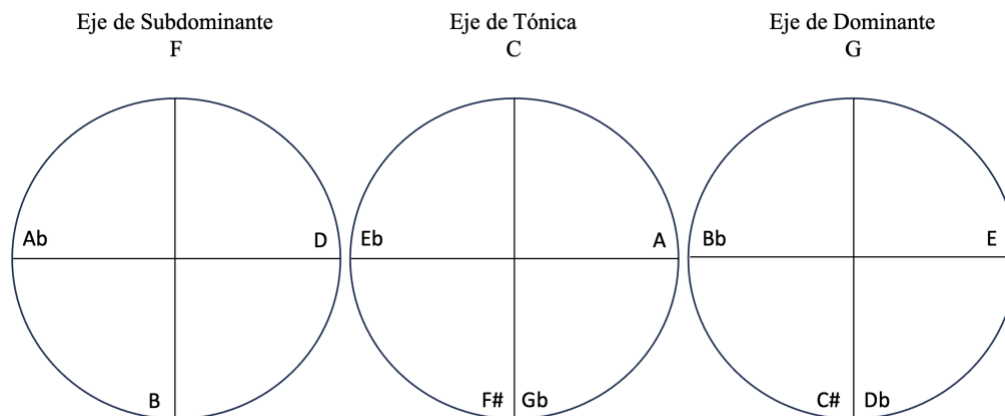 Eje de Subdominante
F
Eje de Tónica
C
Eje de Dominante
G
Ab
D
Eb
A
Bb
E
B
F#
Gb
C#
Db